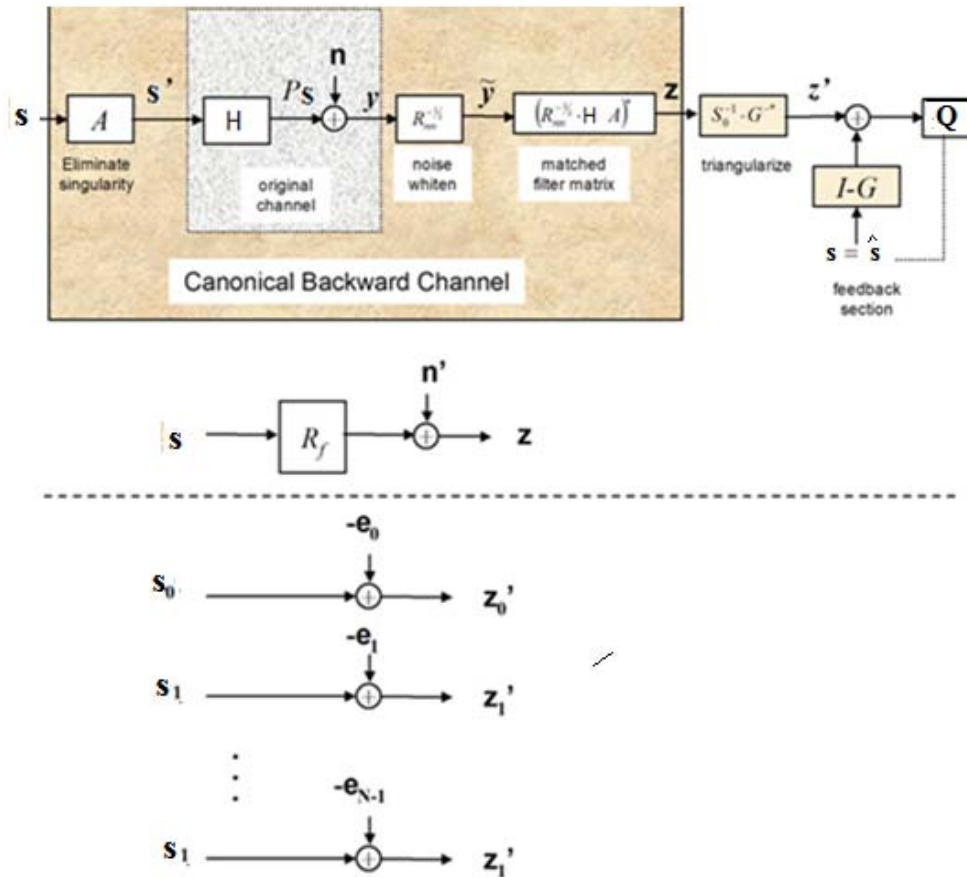 s
A
s'
H
Ps
n
+
y
R_nn^-½
ỹ
(R_nn^-½ · H A)*
z
S_0^-1 · G^-*
z'
+
Q
Eliminate
singularity
original
channel
noise
whiten
matched
filter matrix
triangularize
I-G
s = ŝ
feedback
section
Canonical Backward Channel
n'
s
R_f
+
z
-e_0
s_0
+
z_0'
-e_1
s_1
+
z_1'
⋮
-e_N-1
s_1
+
z_1'